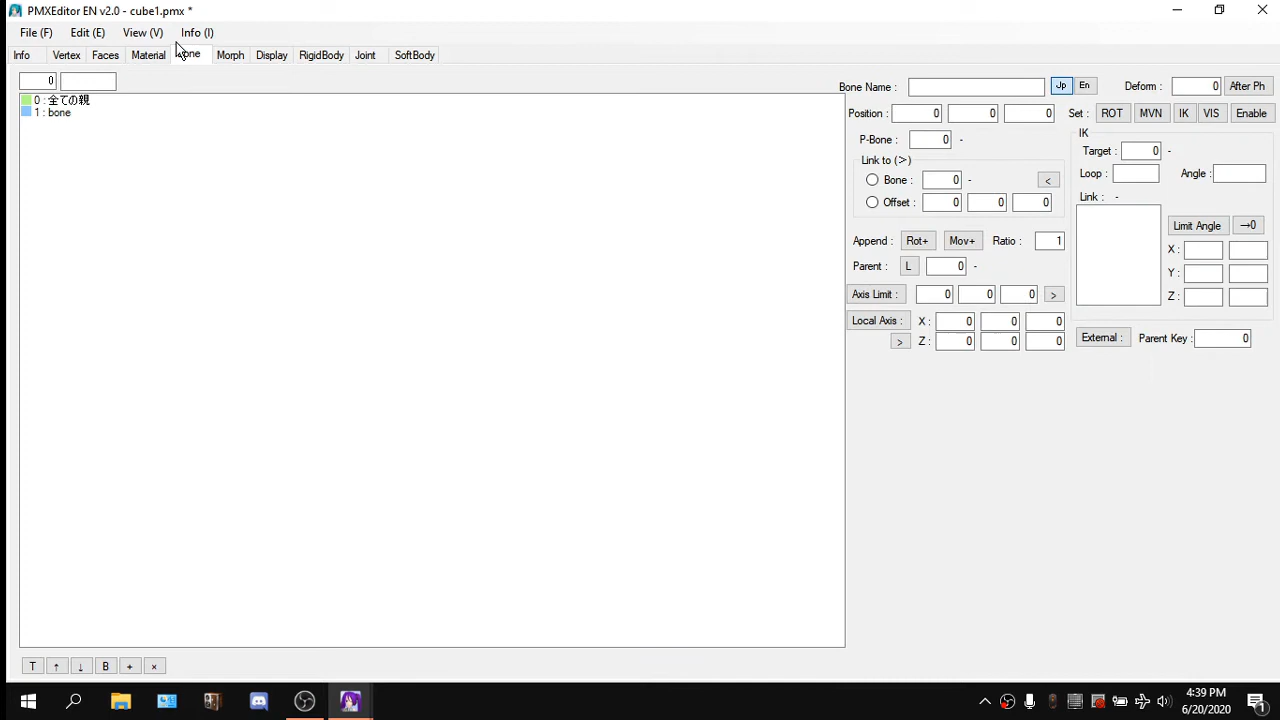 PMXEditor EN v2.0 - cube1.pmx *
File (F) Edit (E) View (V) Info (I)
Info Vertex Faces Material Bone Morph Display RigidBody Joint SoftBody
0
0 : 全ての親
1 : bone
Bone Name : Jp En Deform : 0 After Ph
Position : 0 0 0 Set : ROT MVN IK VIS Enable
P-Bone : 0 -
Link to (>)
Bone : 0 - <
Offset : 0 0 0
Append : Rot+ Mov+ Ratio : 1
Parent : L 0 -
Axis Limit : 0 0 0 >
Local Axis : X : 0 0 0
> Z : 0 0 0
IK
Target : 0 -
Loop : Angle :
Link : -
Limit Angle →0
X :
Y :
Z :
External : Parent Key : 0
T ↑ ↓ B + ×
4:39 PM
6/20/2020
1